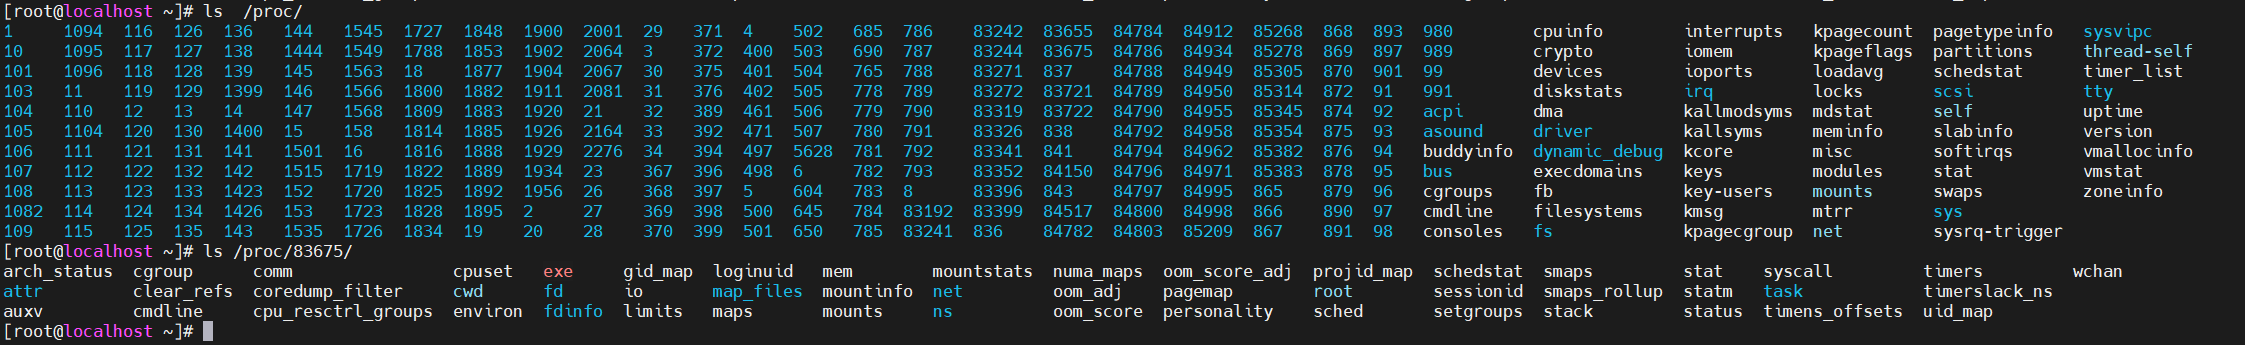 [root@localhost ~]# ls  /proc/
1     1094  116  126  136   144   1545  1727  1848  1900  2001  29   371  4    502   685  786    83242  83655  84784  84912  85268  868  893  980        cpuinfo        interrupts   kpagecount  pagetypeinfo   sysvipc
10    1095  117  127  138   1444  1549  1788  1853  1902  2064  3    372  400  503   690  787    83244  83675  84786  84934  85278  869  897  989        crypto         iomem        kpageflags  partitions     thread-self
101   1096  118  128  139   145   1563  18    1877  1904  2067  30   375  401  504   765  788    83271  837    84788  84949  85305  870  901  99         devices        ioports      loadavg     schedstat      timer_list
103   11    119  129  1399  146   1566  1800  1882  1911  2081  31   376  402  505   778  789    83272  83721  84789  84950  85314  872  91   991        diskstats      irq          locks       scsi           tty
104   110   12   13   14    147   1568  1809  1883  1920  21    32   389  461  506   779  790    83319  83722  84790  84955  85345  874  92   acpi       dma            kallmodsyms  mdstat      self           uptime
105   1104  120  130  1400  15    158   1814  1885  1926  2164  33   392  471  507   780  791    83326  838    84792  84958  85354  875  93   asound     driver         kallsyms     meminfo     slabinfo       version
106   111   121  131  141   1501  16    1816  1888  1929  2276  34   394  497  5628  781  792    83341  841    84794  84962  85382  876  94   buddyinfo  dynamic_debug  kcore        misc        softirqs       vmallocinfo
107   112   122  132  142   1515  1719  1822  1889  1934  23    367  396  498  6     782  793    83352  84150  84796  84971  85383  878  95   bus        execdomains    keys         modules     stat           vmstat
108   113   123  133  1423  152   1720  1825  1892  1956  26    368  397  5    604   783  8      83396  843    84797  84995  865    879  96   cgroups    fb             key-users    mounts      swaps          zoneinfo
1082  114   124  134  1426  153   1723  1828  1895  2     27    369  398  500  645   784  83192  83399  84517  84800  84998  866    890  97   cmdline    filesystems    kmsg         mtrr        sys
109   115   125  135  143   1535  1726  1834  19    20    28    370  399  501  650   785  83241  836    84782  84803  85209  867    891  98   consoles   fs             kpagecgroup  net         sysrq-trigger
[root@localhost ~]# ls /proc/83675/
arch_status  cgroup      comm               cpuset   exe     gid_map  loginuid   mem        mountstats  numa_maps  oom_score_adj  projid_map  schedstat  smaps         stat    syscall         timers         wchan
attr         clear_refs  coredump_filter    cwd      fd      io       map_files  mountinfo  net         oom_adj    pagemap        root        sessionid  smaps_rollup  statm   task            timerslack_ns
auxv         cmdline     cpu_resctrl_groups  environ  fdinfo  limits   maps       mounts     ns          oom_score  personality    sched       setgroups  stack         status  timens_offsets  uid_map
[root@localhost ~]#